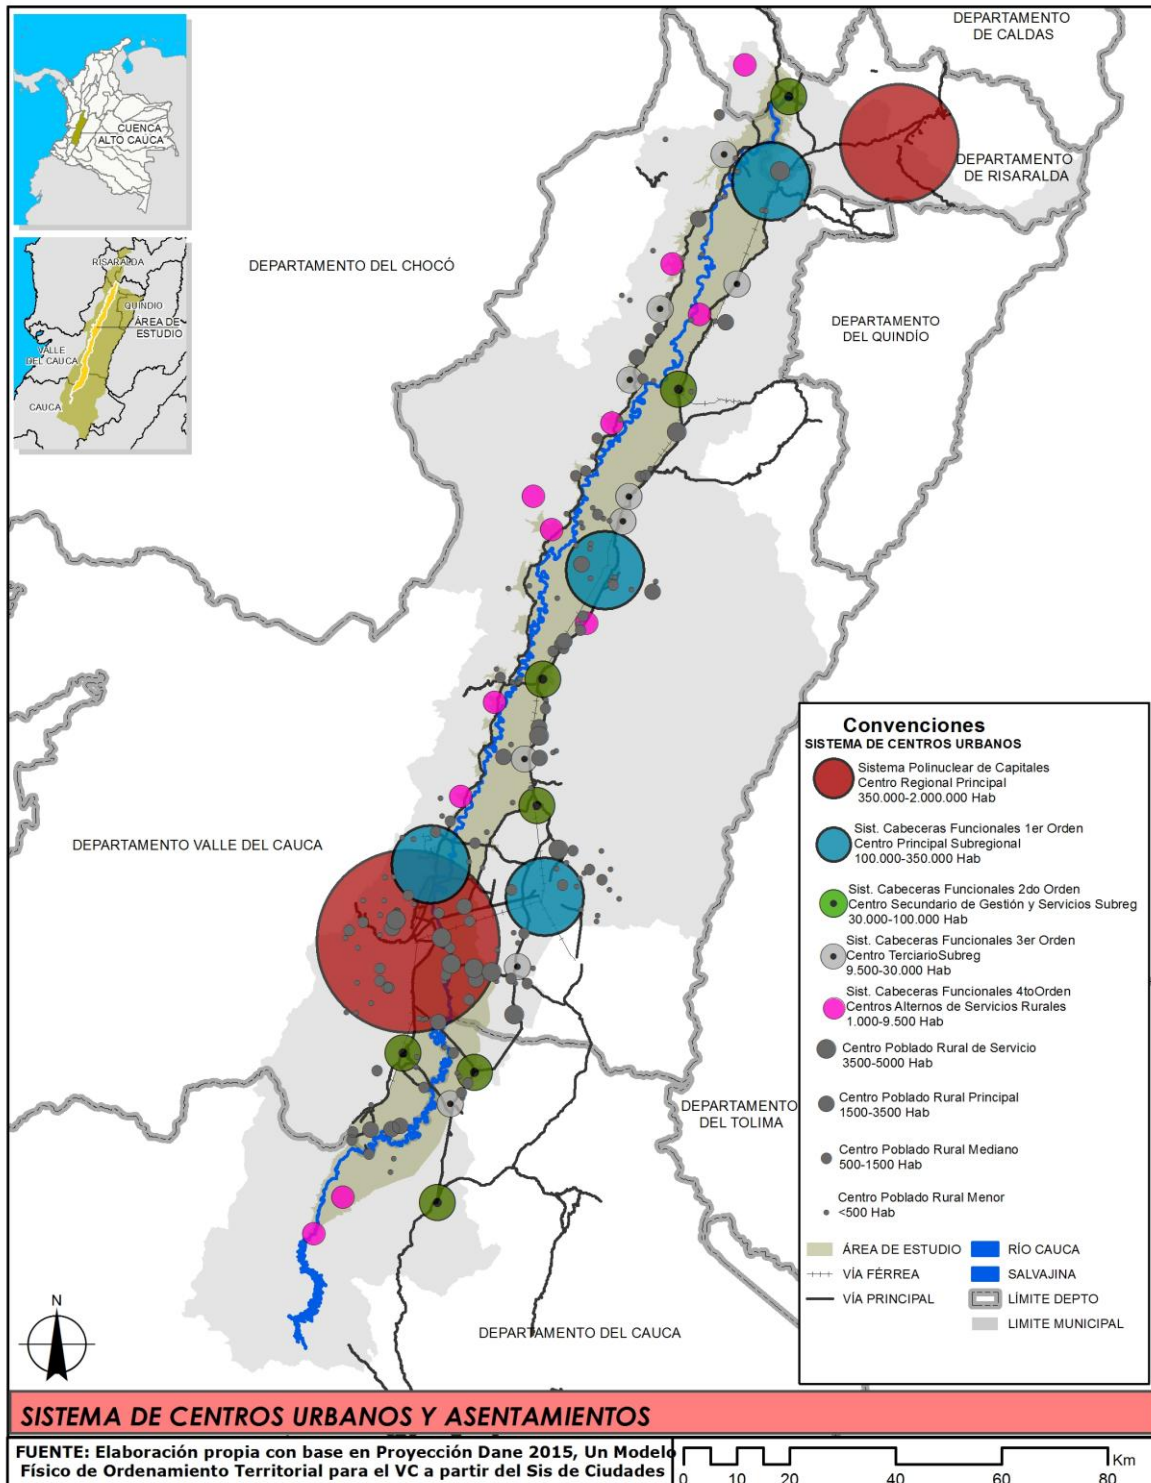 DEPARTAMENTO
DE CALDAS
CUENCA
ALTO CAUCA
DEPARTAMENTO
DE RISARALDA
RISARALDA
QUINDIO
ÁREA DE
ESTUDIO
VALLE
DEL CAUCA
CAUCA
DEPARTAMENTO DEL CHOCÓ
DEPARTAMENTO
DEL QUINDÍO
DEPARTAMENTO VALLE DEL CAUCA
DEPARTAMENTO
DEL TOLIMA
DEPARTAMENTO DEL CAUCA
Convenciones
SISTEMA DE CENTROS URBANOS
Sistema Polinuclear de Capitales
Centro Regional Principal
350.000-2.000.000 Hab
Sist. Cabeceras Funcionales 1er Orden
Centro Principal Subregional
100.000-350.000 Hab
Sist. Cabeceras Funcionales 2do Orden
Centro Secundario de Gestión y Servicios Subreg
30.000-100.000 Hab
Sist. Cabeceras Funcionales 3er Orden
Centro TerciarioSubreg
9.500-30.000 Hab
Sist. Cabeceras Funcionales 4toOrden
Centros Alternos de Servicios Rurales
1.000-9.500 Hab
Centro Poblado Rural de Servicio
3500-5000 Hab
Centro Poblado Rural Principal
1500-3500 Hab
Centro Poblado Rural Mediano
500-1500 Hab
Centro Poblado Rural Menor
<500 Hab
ÁREA DE ESTUDIO
RÍO CAUCA
VÍA FÉRREA
SALVAJINA
VÍA PRINCIPAL
LÍMITE DEPTO
LIMITE MUNICIPAL
N
SISTEMA DE CENTROS URBANOS Y ASENTAMIENTOS
FUENTE: Elaboración propia con base en Proyección Dane 2015, Un Modelo
Físico de Ordenamiento Territorial para el VC a partir del Sis de Ciudades
Km
0 10 20 40 60 80